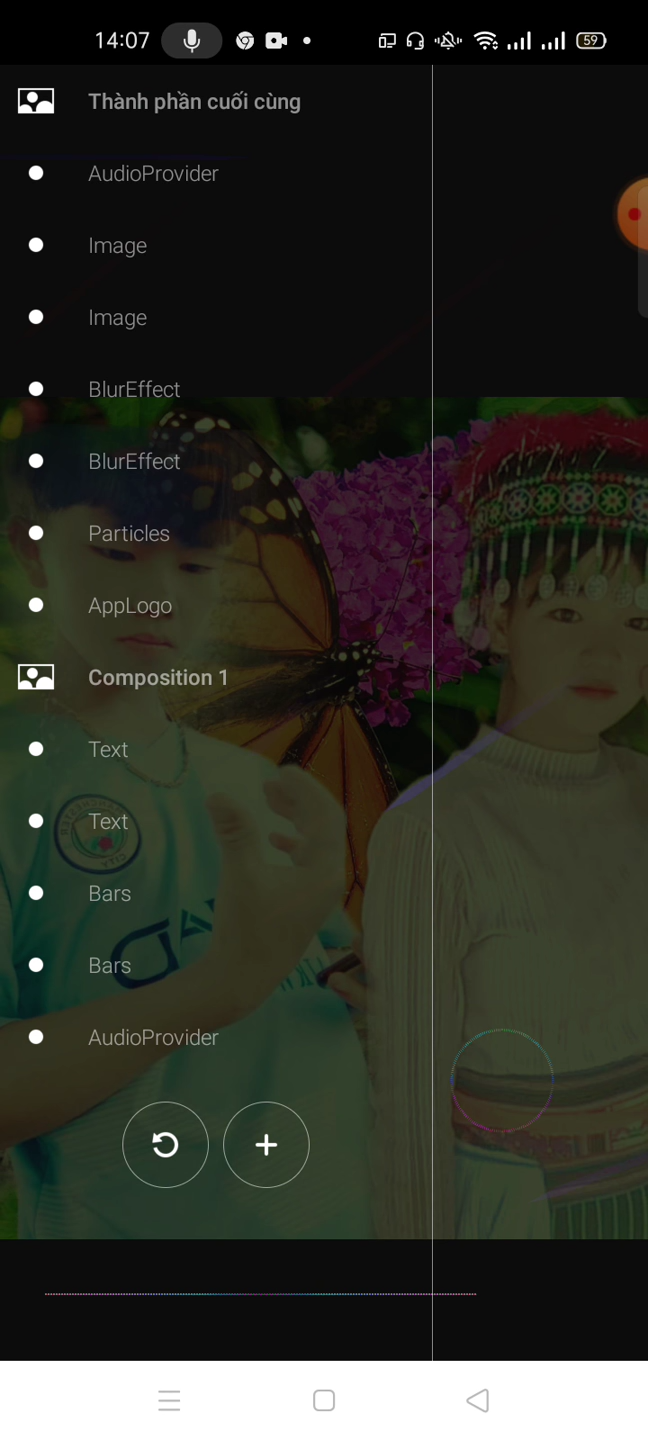 14:07
59
Thành phần cuối cùng
AudioProvider
Image
Image
BlurEffect
BlurEffect
Particles
AppLogo
Composition 1
Text
Text
Bars
Bars
AudioProvider